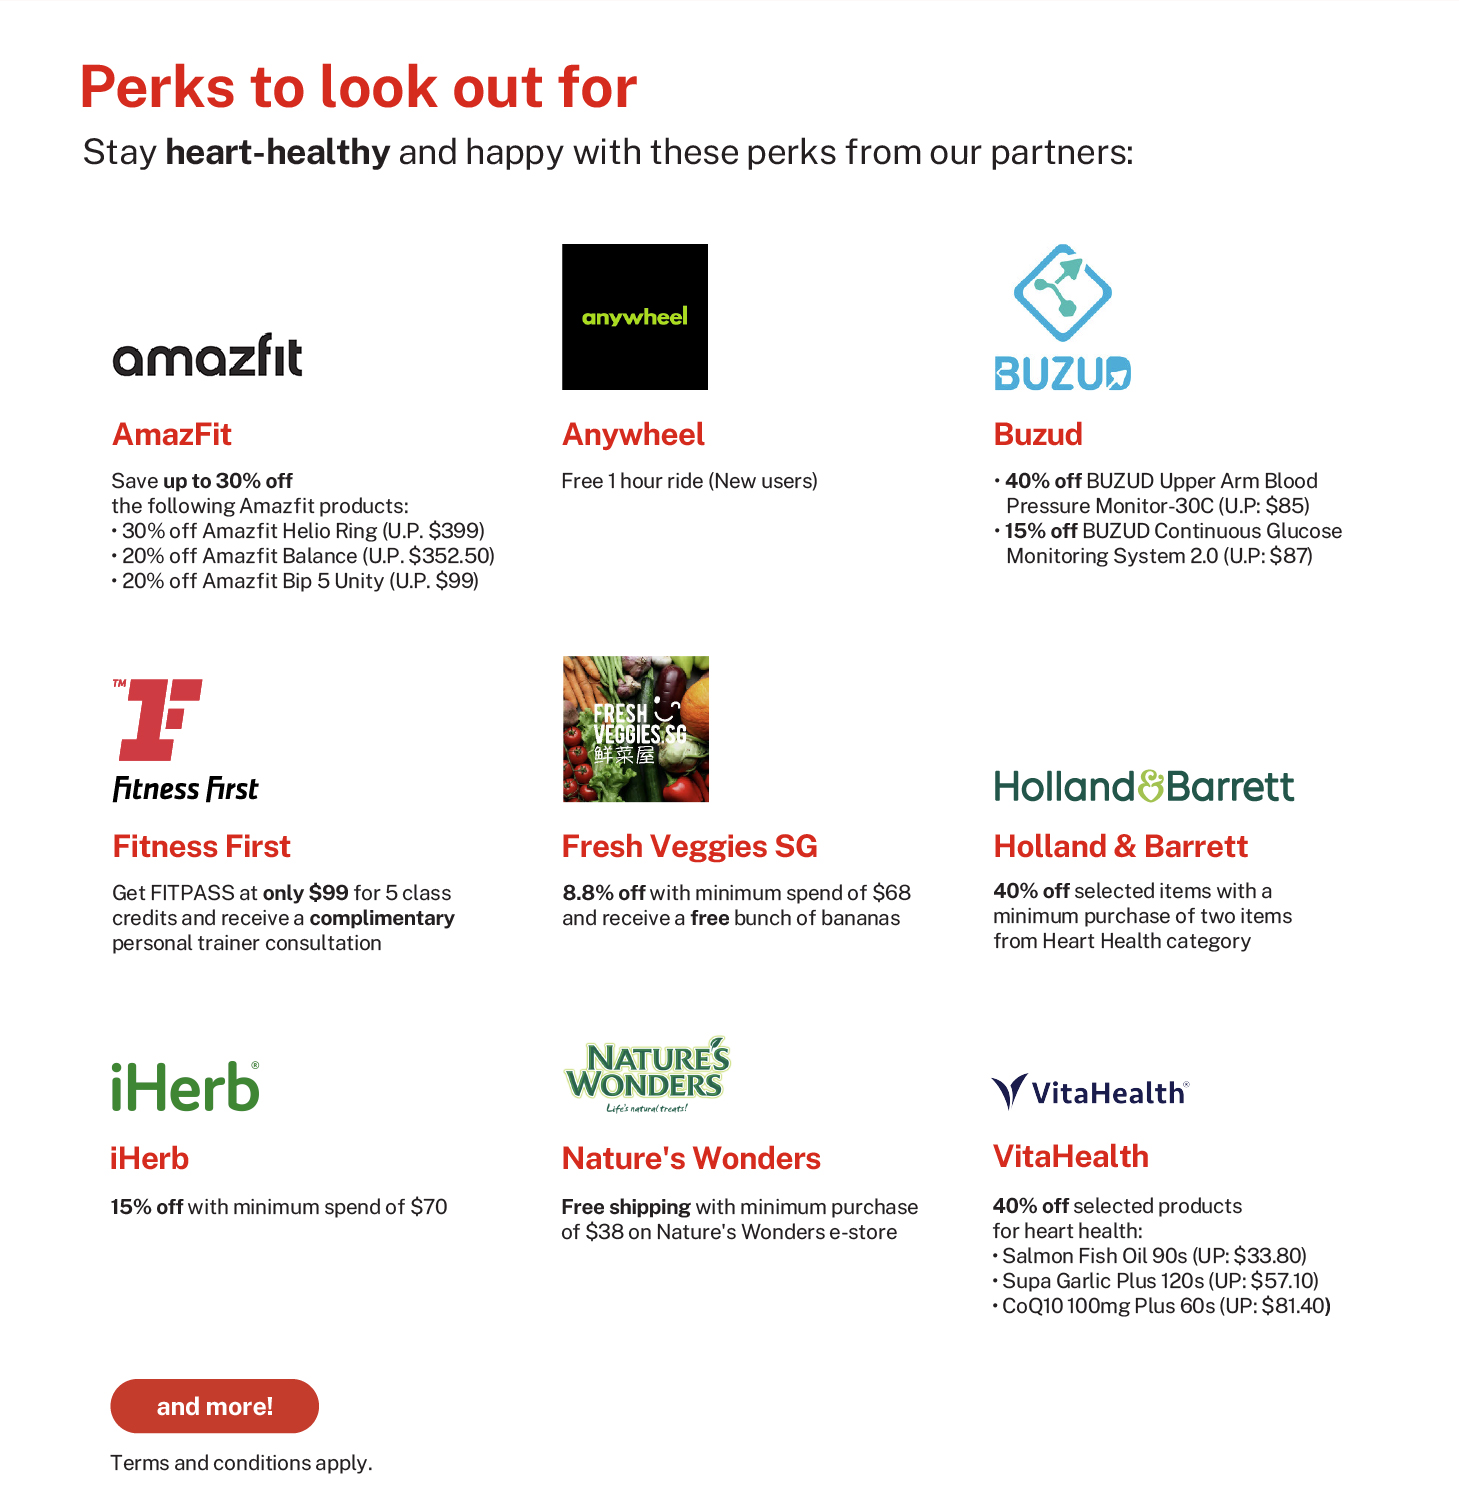 Perks to look out for
Stay heart-healthy and happy with these perks from our partners:
amazfit
AmazFit
Save up to 30% off
the following Amazfit products:
• 30% off Amazfit Helio Ring (U.P. $399)
• 20% off Amazfit Balance (U.P. $352.50)
• 20% off Amazfit Bip 5 Unity (U.P. $99)
anywheel
Anywheel
Free 1 hour ride (New users)
BUZUD
Buzud
• 40% off BUZUD Upper Arm Blood
Pressure Monitor-30C (U.P: $85)
• 15% off BUZUD Continuous Glucose
Monitoring System 2.0 (U.P: $87)
TM
Fitness First
Fitness First
Get FITPASS at only $99 for 5 class
credits and receive a complimentary
personal trainer consultation
FRESH
VEGGIES.SG
鲜菜屋
Fresh Veggies SG
8.8% off with minimum spend of $68
and receive a free bunch of bananas
Holland&Barrett
Holland & Barrett
40% off selected items with a
minimum purchase of two items
from Heart Health category
iHerb®
iHerb
15% off with minimum spend of $70
NATURE'S
WONDERS
Life's natural treats!
Nature's Wonders
Free shipping with minimum purchase
of $38 on Nature's Wonders e-store
VitaHealth®
VitaHealth
40% off selected products
for heart health:
• Salmon Fish Oil 90s (UP: $33.80)
• Supa Garlic Plus 120s (UP: $57.10)
• CoQ10 100mg Plus 60s (UP: $81.40)
and more!
Terms and conditions apply.